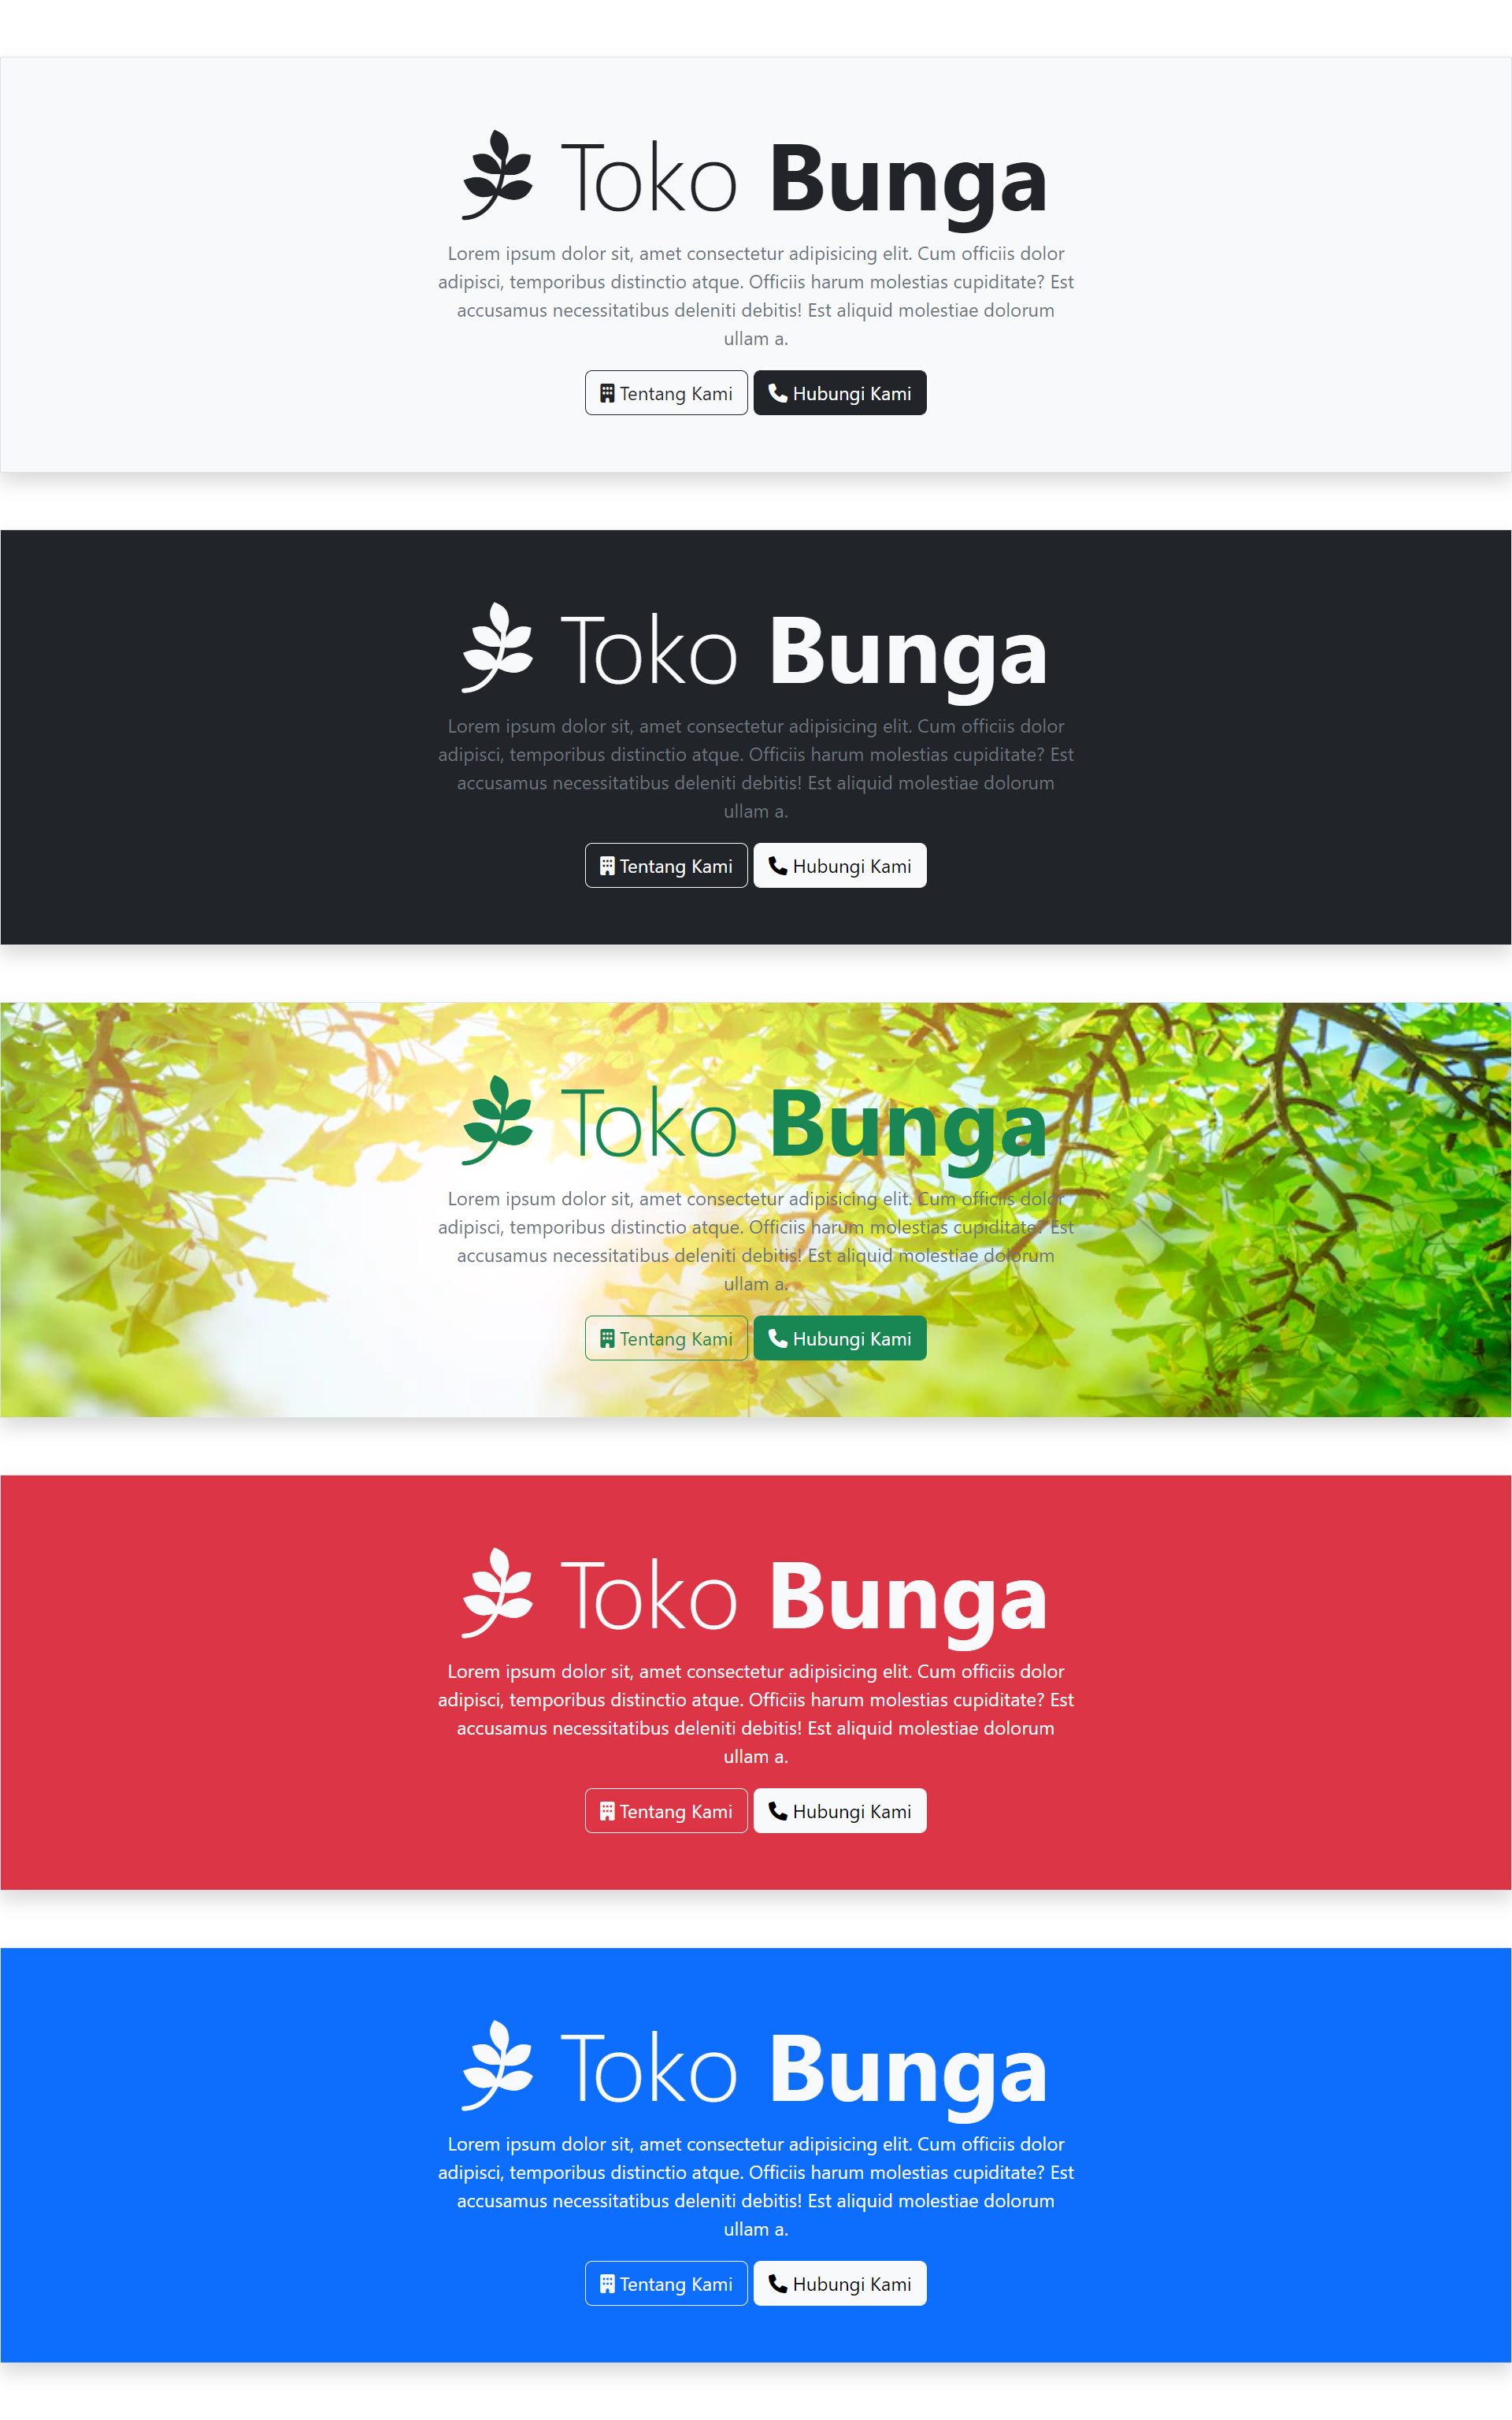 Toko Bunga
Lorem ipsum dolor sit, amet consectetur adipisicing elit. Cum officiis dolor
adipisci, temporibus distinctio atque. Officiis harum molestias cupiditate? Est
accusamus necessitatibus deleniti debitis! Est aliquid molestiae dolorum
ullam a.
Tentang Kami Hubungi Kami
Toko Bunga
Lorem ipsum dolor sit, amet consectetur adipisicing elit. Cum officiis dolor
adipisci, temporibus distinctio atque. Officiis harum molestias cupiditate? Est
accusamus necessitatibus deleniti debitis! Est aliquid molestiae dolorum
ullam a.
Tentang Kami Hubungi Kami
Toko Bunga
Lorem ipsum dolor sit, amet consectetur adipisicing elit. Cum officiis dolor
adipisci, temporibus distinctio atque. Officiis harum molestias cupiditate? Est
accusamus necessitatibus deleniti debitis! Est aliquid molestiae dolorum
ullam a.
Tentang Kami Hubungi Kami
Toko Bunga
Lorem ipsum dolor sit, amet consectetur adipisicing elit. Cum officiis dolor
adipisci, temporibus distinctio atque. Officiis harum molestias cupiditate? Est
accusamus necessitatibus deleniti debitis! Est aliquid molestiae dolorum
ullam a.
Tentang Kami Hubungi Kami
Toko Bunga
Lorem ipsum dolor sit, amet consectetur adipisicing elit. Cum officiis dolor
adipisci, temporibus distinctio atque. Officiis harum molestias cupiditate? Est
accusamus necessitatibus deleniti debitis! Est aliquid molestiae dolorum
ullam a.
Tentang Kami Hubungi Kami